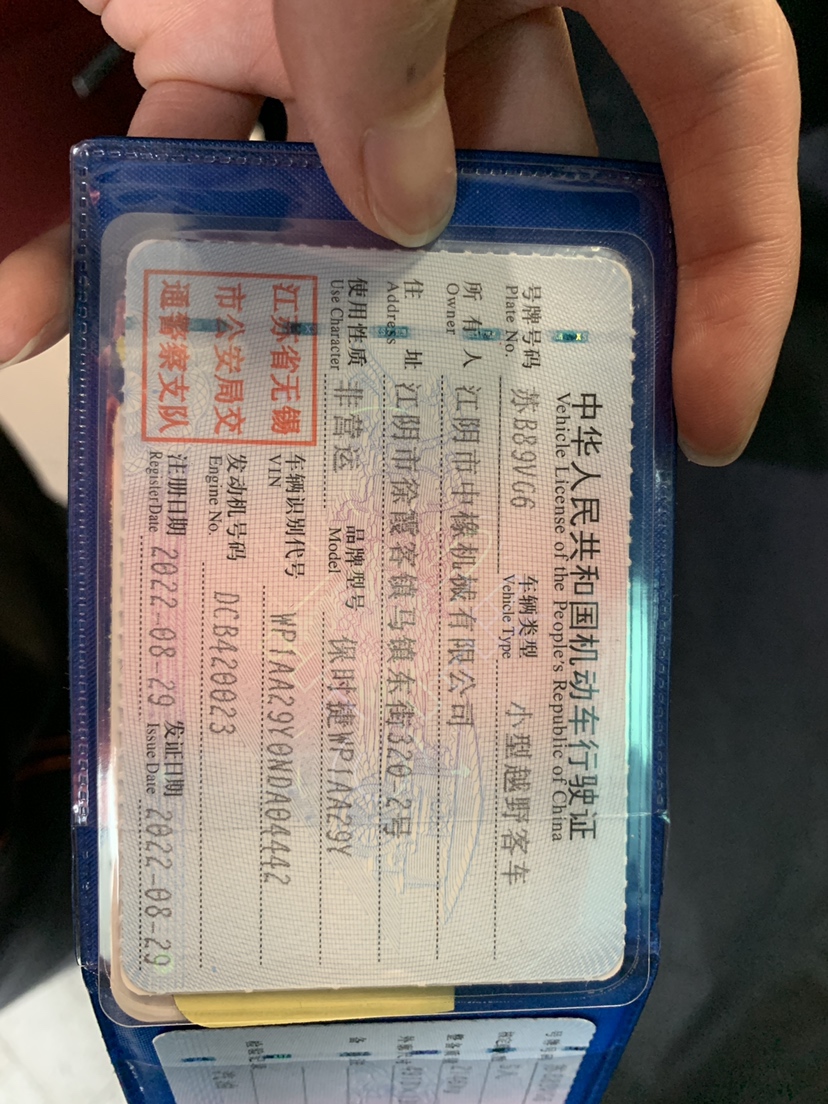 中华人民共和国机动车行驶证
Vehicle License of the People's Republic of China
号牌号码 苏B89VG6 车辆类型 小型越野客车
Plate No. Vehicle Type
所有人 江阴市中橡机械有限公司
Owner
住址 江阴市徐霞客镇马镇东街320-2号
Address
使用性质 非营运 品牌型号 保时捷WP1AA29Y
Use Character Model
江苏省无锡
市公安局交
通警察支队
车辆识别代号 WP1AA29Y0NDA04442
VIN
发动机号码 DCB420023
Engine No.
注册日期 2022-08-29 发证日期 2022-08-29
Register Date Issue Date